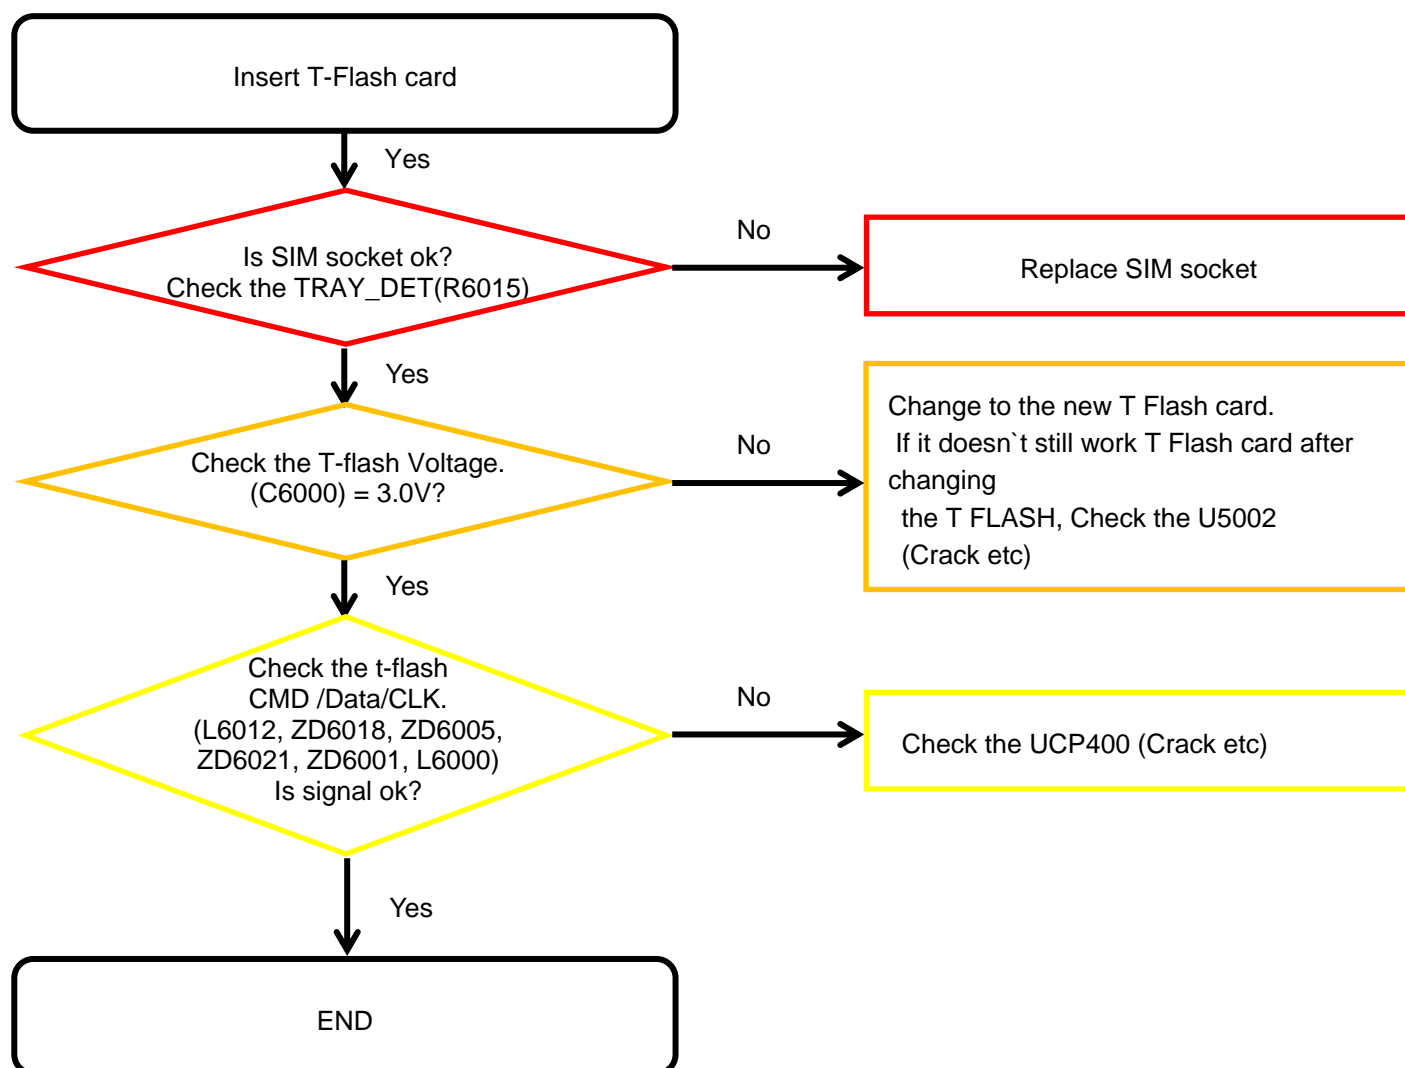 Insert T-Flash card
Yes
Is SIM socket ok?
Check the TRAY_DET(R6015)
No
Replace SIM socket
Yes
Check the T-flash Voltage.
(C6000) = 3.0V?
No
Change to the new T Flash card.
If it doesn`t still work T Flash card after
changing
the T FLASH, Check the U5002
(Crack etc)
Yes
Check the t-flash
CMD /Data/CLK.
(L6012, ZD6018, ZD6005,
ZD6021, ZD6001, L6000)
Is signal ok?
No
Check the UCP400 (Crack etc)
Yes
END